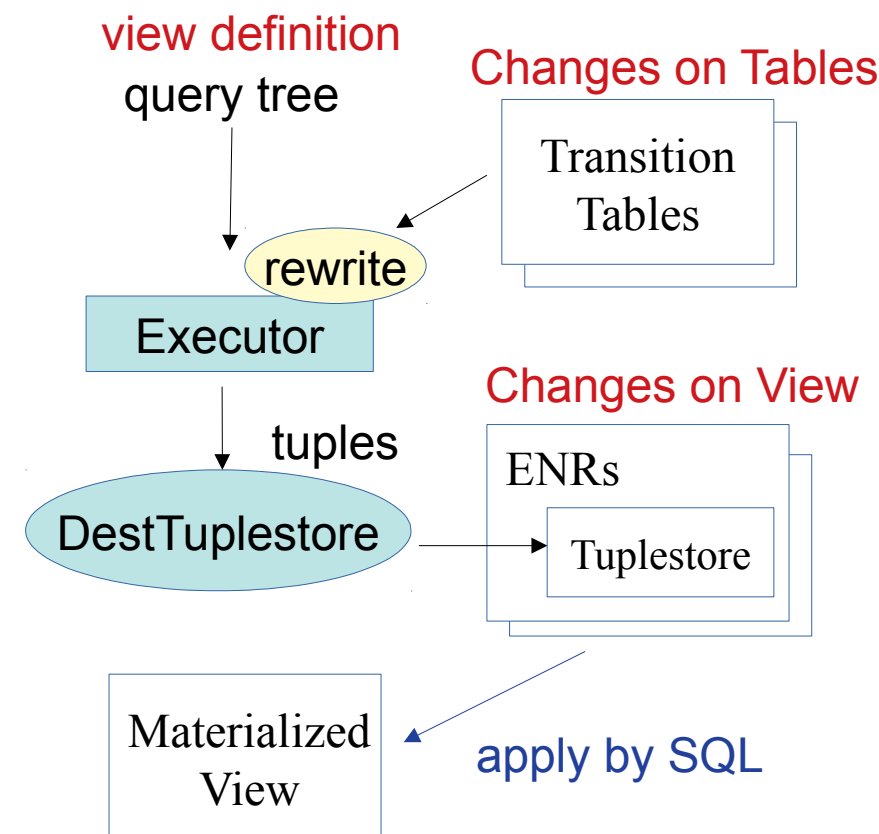 view definition
query tree
Changes on Tables
Transition
Tables
rewrite
Executor
Changes on View
tuples
ENRs
DestTuplestore
Tuplestore
Materialized
View
apply by SQL